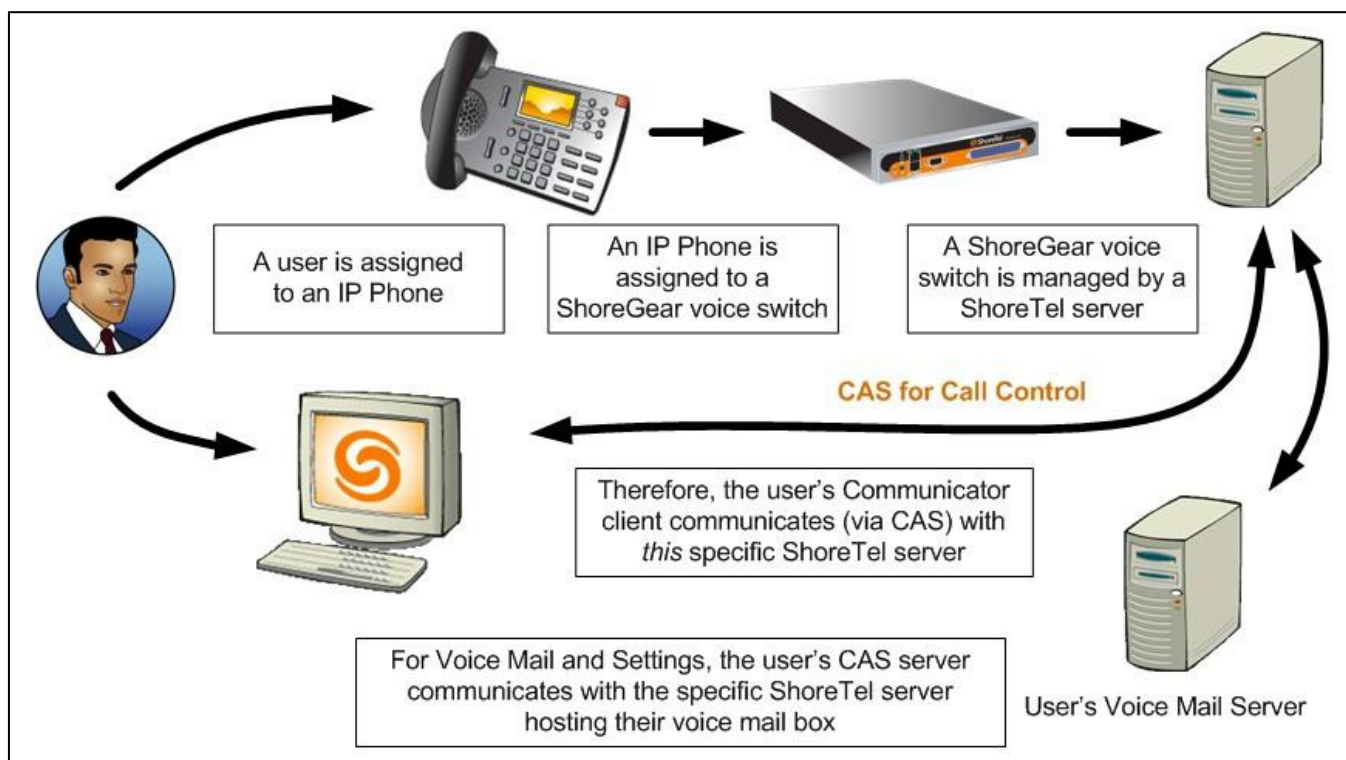 A user is assigned
to an IP Phone
An IP Phone is
assigned to a
ShoreGear voice switch
A ShoreGear voice
switch is managed by a
ShoreTel server
ShoreTel
CAS for Call Control
Therefore, the user's Communicator
client communicates (via CAS) with
this specific ShoreTel server
For Voice Mail and Settings, the user's CAS server
communicates with the specific ShoreTel server
hosting their voice mail box
User's Voice Mail Server